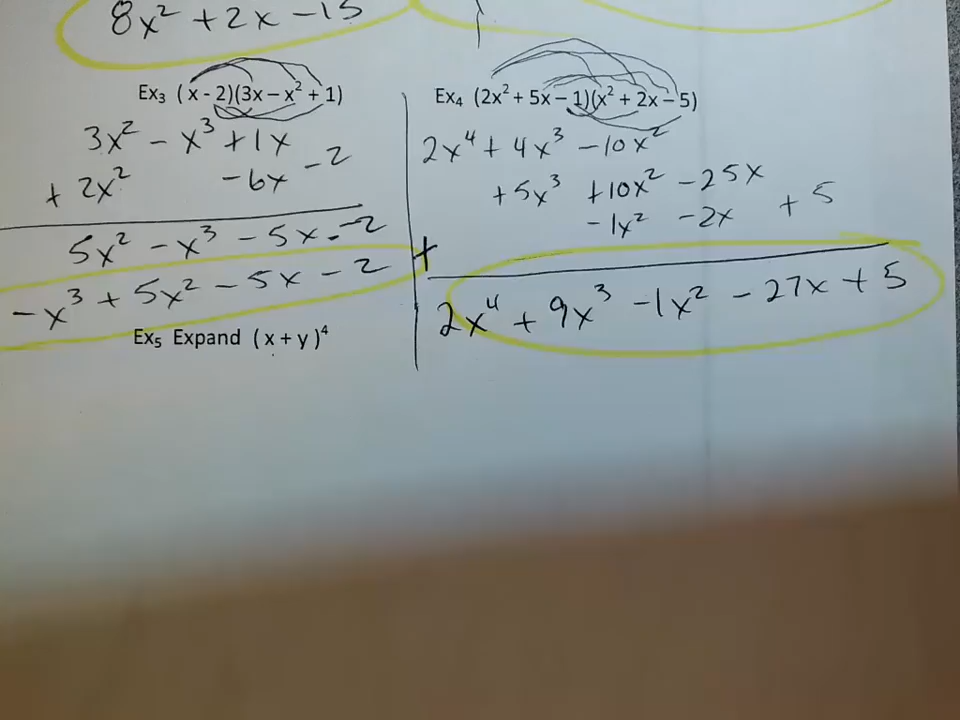 8x² + 2x - 15
Ex₃ (x - 2)(3x - x² + 1)
3x² - x³ + 1x
- 2
+ 2x² - 6x
5x² - x³ - 5x - 2
-x³ + 5x² - 5x - 2
Ex₄ (2x² + 5x - 1)(x² + 2x - 5)
2x⁴ + 4x³ - 10x²
+ 5x³ + 10x² - 25x
- 1x² - 2x + 5
+
2x⁴ + 9x³ - 1x² - 27x + 5
Ex₅ Expand (x + y)⁴